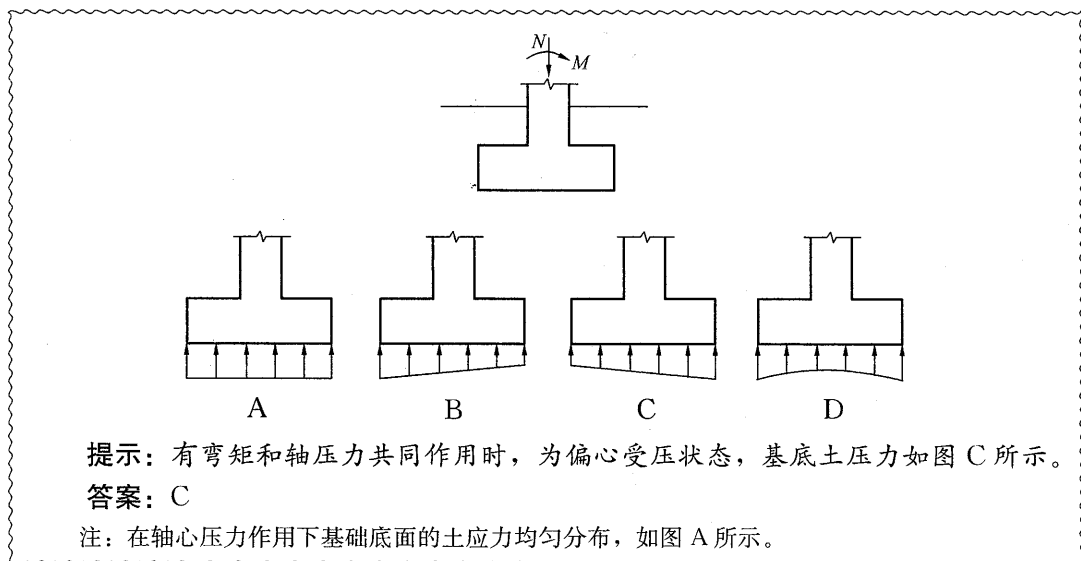 N
M
A B C D
提示：有弯矩和轴压力共同作用时，为偏心受压状态，基底土压力如图 C 所示。
答案：C
注：在轴心压力作用下基础底面的土应力均匀分布，如图 A 所示。